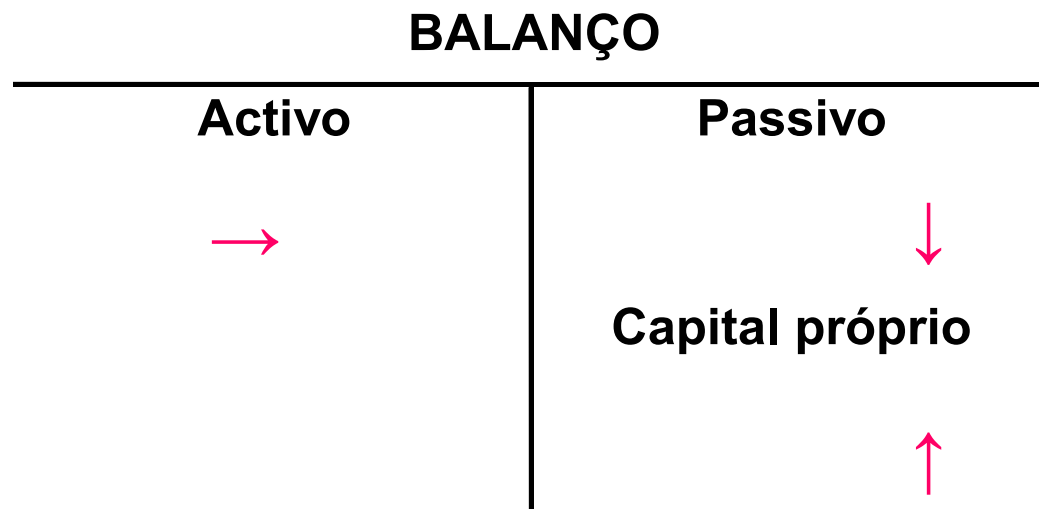 BALANÇO
Activo
Passivo
→
↓
Capital próprio
↑